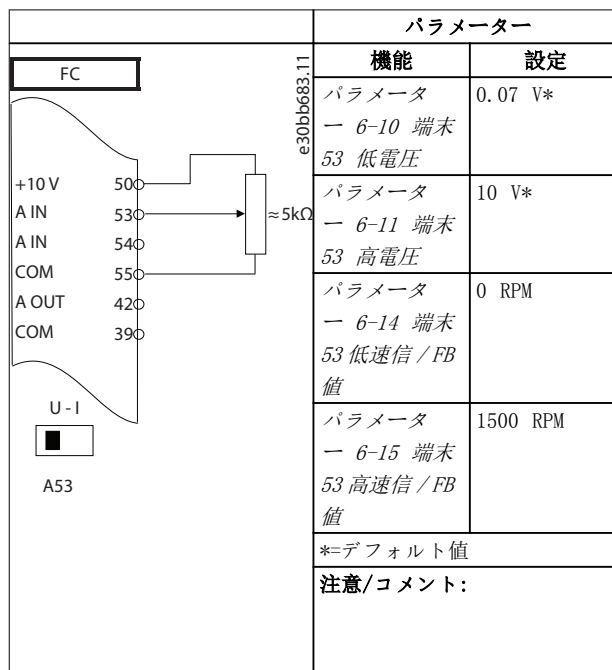 パラメーター
機能 設定
FC
e30bb683.11
+10 V 50
A IN 53
A IN 54
COM 55
A OUT 42
COM 39
≈5kΩ
U - I
A53
パラメータ
ー 6-10 端末
53 低電圧
0.07 V*
パラメータ
ー 6-11 端末
53 高電圧
10 V*
パラメータ
ー 6-14 端末
53 低速信/FB
値
0 RPM
パラメータ
ー 6-15 端末
53 高速信/FB
値
1500 RPM
*=デフォルト値
注意/コメント: